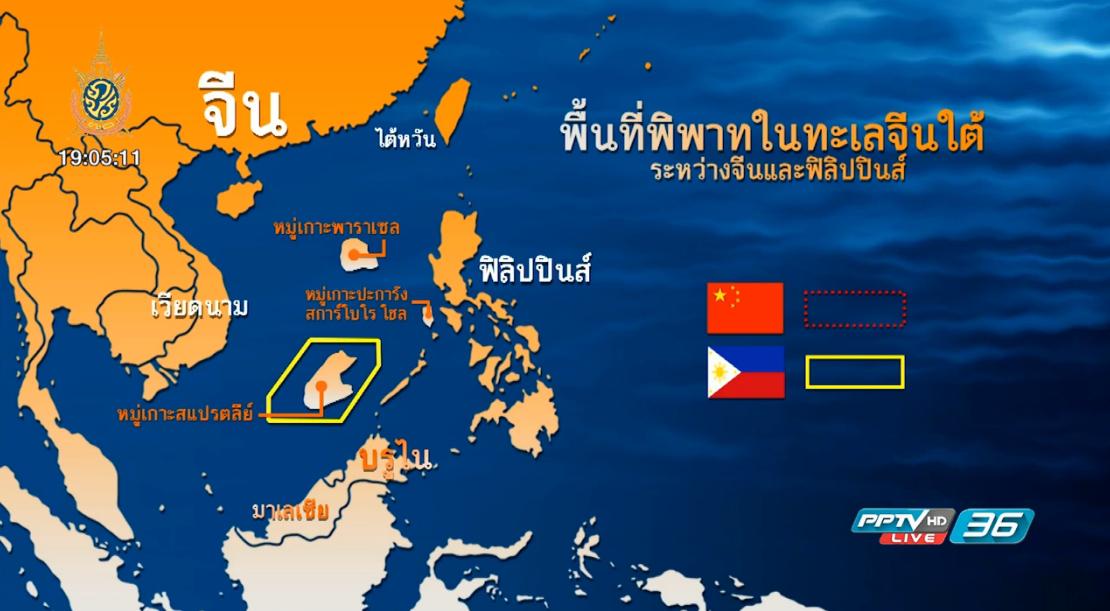 จีน
19:05:11
ไต้หวัน
พื้นที่พิพาทในทะเลจีนใต้
ระหว่างจีนและฟิลิปปินส์
หมู่เกาะพาราเซล
ฟิลิปปินส์
หมู่เกาะปะการัง
สการ์โบโร โชล
เวียดนาม
หมู่เกาะสแปรตลีย์
บรูไน
มาเลเซีย
PPTV HD 36
LIVE